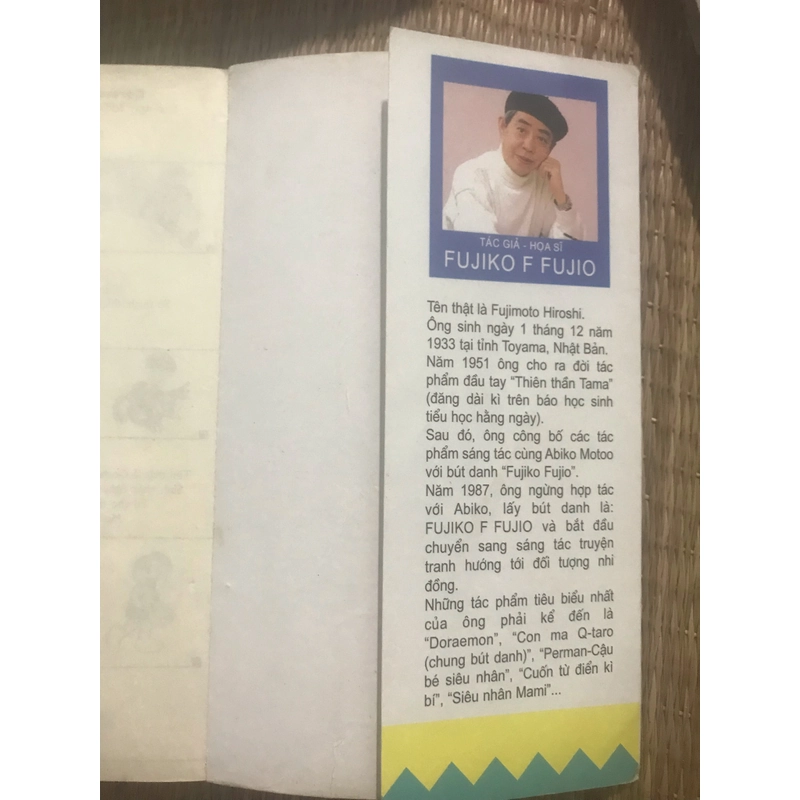 TÁC GIẢ - HỌA SĨ
FUJIKO F FUJIO
Tên thật là Fujimoto Hiroshi.
Ông sinh ngày 1 tháng 12 năm
1933 tại tỉnh Toyama, Nhật Bản.
Năm 1951 ông cho ra đời tác
phẩm đầu tay “Thiên thần Tama”
(đăng dài kì trên báo học sinh
tiểu học hằng ngày).
Sau đó, ông công bố các tác
phẩm sáng tác cùng Abiko Motoo
với bút danh “Fujiko Fujio”.
Năm 1987, ông ngừng hợp tác
với Abiko, lấy bút danh là:
FUJIKO F FUJIO và bắt đầu
chuyển sang sáng tác truyện
tranh hướng tới đối tượng nhi
đồng.
Những tác phẩm tiêu biểu nhất
của ông phải kể đến là
“Doraemon”, “Con ma Q-taro
(chung bút danh)”, “Perman-Cậu
bé siêu nhân”, “Cuốn từ điển kì
bí”, “Siêu nhân Mami”...